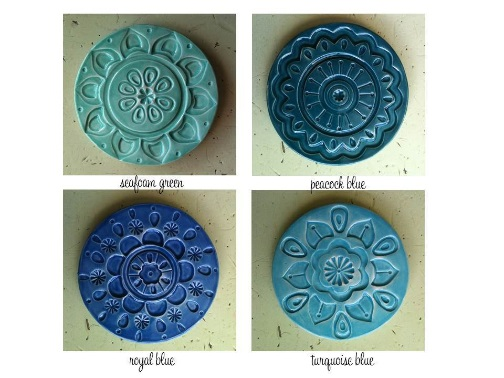 seafoam green
peacock blue
royal blue
turquoise blue